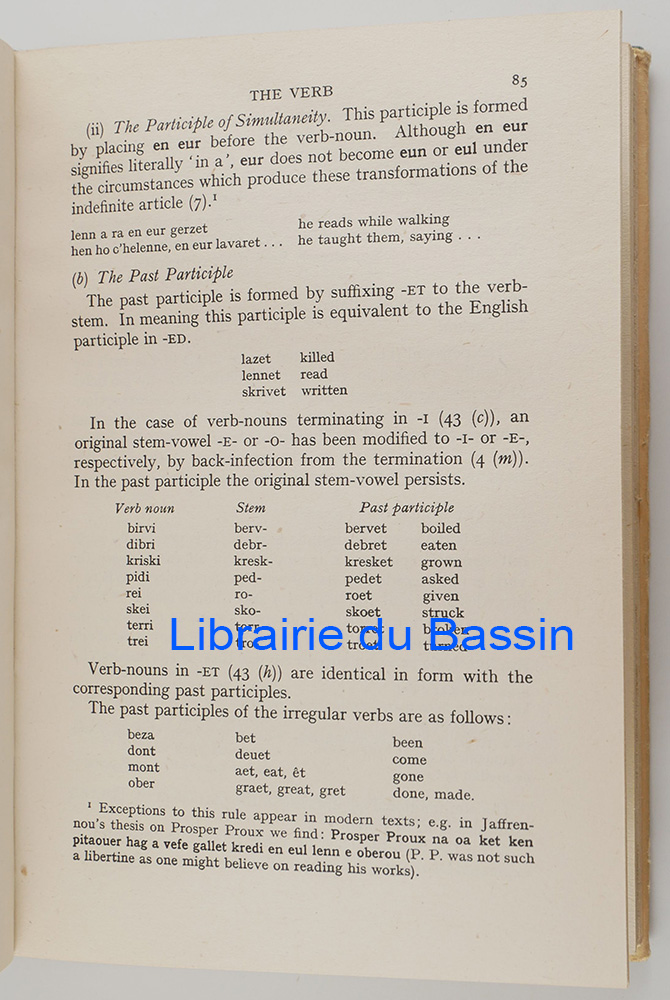 THE VERB 85
(ii) The Participle of Simultaneity. This participle is formed
by placing en eur before the verb-noun. Although en eur
signifies literally ‘in a’, eur does not become eun or eul under
the circumstances which produce these transformations of the
indefinite article (7).¹
lenn a ra en eur gerzet he reads while walking
hen ho c’helenne, en eur lavaret . . . he taught them, saying . . .
(b) The Past Participle
The past participle is formed by suffixing -ET to the verb-
stem. In meaning this participle is equivalent to the English
participle in -ED.
lazet killed
lennet read
skrivet written
In the case of verb-nouns terminating in -I (43 (c)), an
original stem-vowel -E- or -O- has been modified to -I- or -E-,
respectively, by back-infection from the termination (4 (m)).
In the past participle the original stem-vowel persists.
Verb noun Stem Past participle
birvi berv- bervet boiled
dibri debr- debret eaten
kriski kresk- kresket grown
pidi ped- pedet asked
rei ro- roet given
skei sko- skoet struck
terri torr- torret broken
trei tro- troet turned
Librairie du Bassin
Verb-nouns in -ET (43 (h)) are identical in form with the
corresponding past participles.
The past participles of the irregular verbs are as follows:
beza bet been
dont deuet come
mont aet, eat, êt gone
ober graet, great, gret done, made.
¹ Exceptions to this rule appear in modern texts; e.g. in Jaffren-
nou’s thesis on Prosper Proux we find: Prosper Proux na oa ket ken
pitaouer hag a vefe gallet kredi en eul lenn e oberou (P. P. was not such
a libertine as one might believe on reading his works).